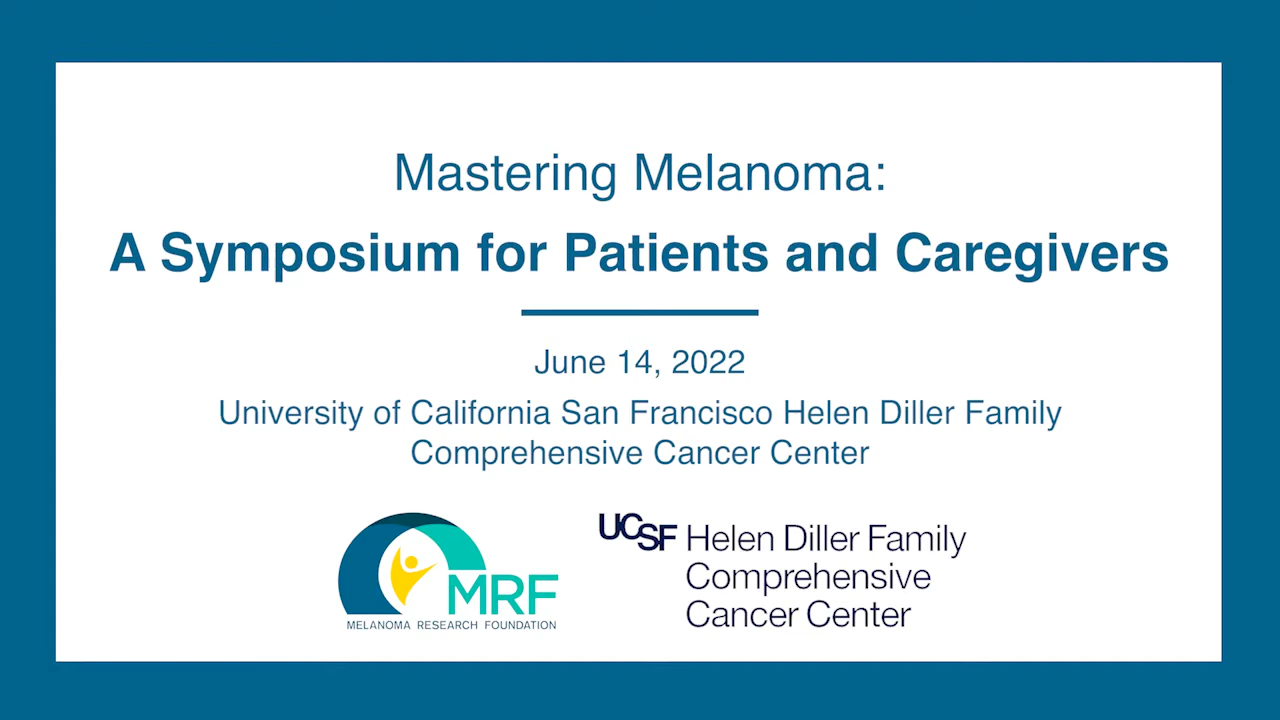 Mastering Melanoma:
A Symposium for Patients and Caregivers
June 14, 2022
University of California San Francisco Helen Diller Family
Comprehensive Cancer Center
MRF
MELANOMA RESEARCH FOUNDATION
UCSF Helen Diller Family
Comprehensive
Cancer Center